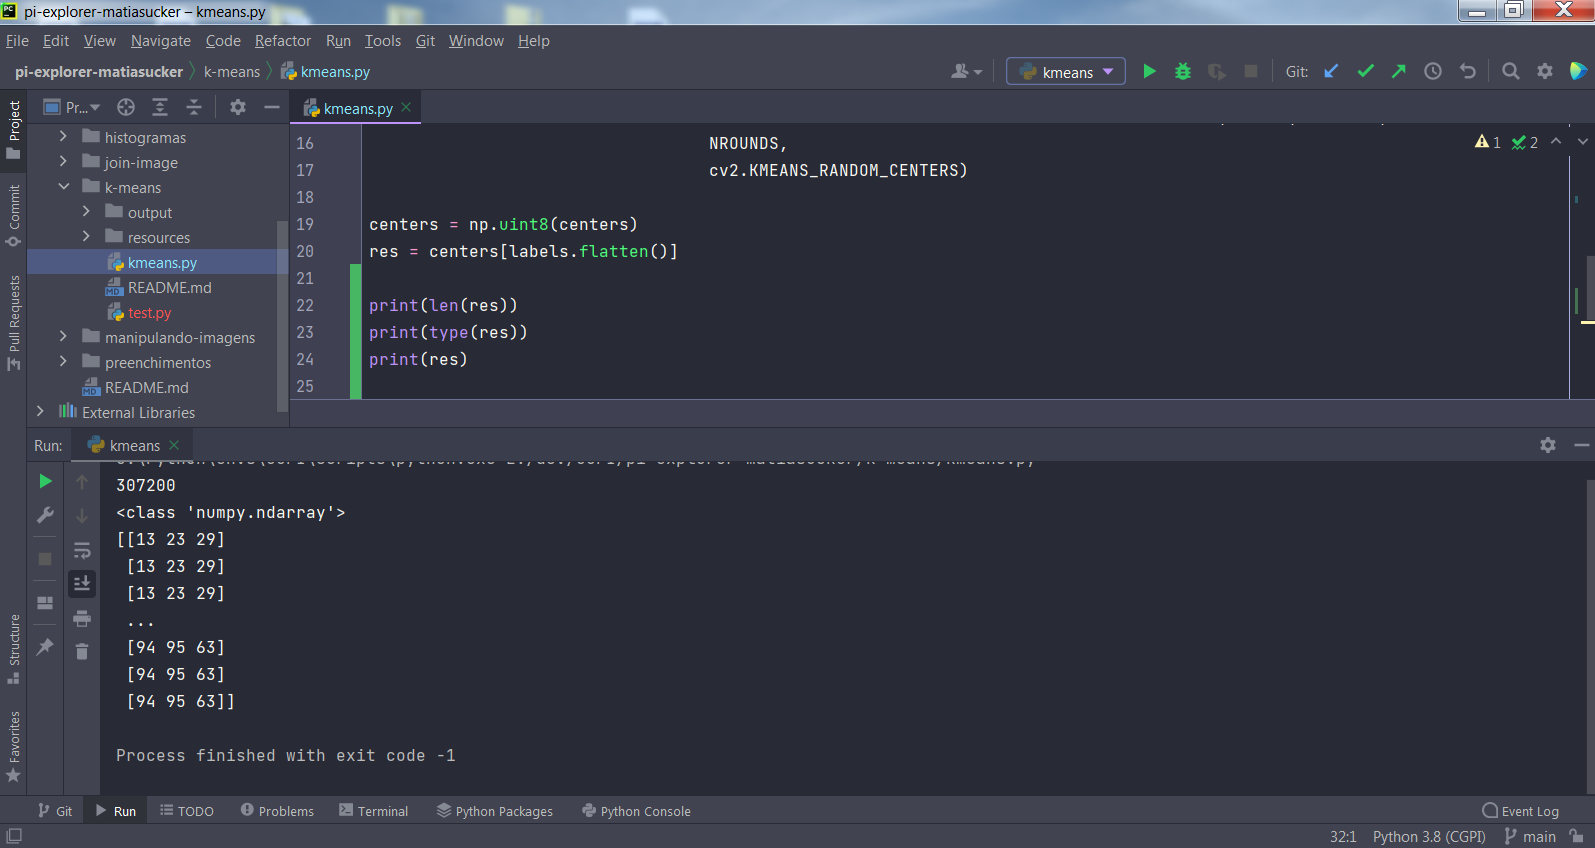 pi-explorer-matiasucker – kmeans.py
File Edit View Navigate Code Refactor Run Tools Git Window Help
pi-explorer-matiasucker k-means kmeans.py
kmeans
Git:
Project
Commit
Pull Requests
Structure
Favorites
Pr...
histogramas
join-image
k-means
output
resources
kmeans.py
README.md
test.py
manipulando-imagens
preenchimentos
README.md
External Libraries
kmeans.py
1 2
16 NROUNDS,
17 cv2.KMEANS_RANDOM_CENTERS)
18
19 centers = np.uint8(centers)
20 res = centers[labels.flatten()]
21
22 print(len(res))
23 print(type(res))
24 print(res)
25
Run: kmeans
307200
<class 'numpy.ndarray'>
[[13 23 29]
[13 23 29]
[13 23 29]
...
[94 95 63]
[94 95 63]
[94 95 63]]
Process finished with exit code -1
Git Run TODO Problems Terminal Python Packages Python Console Event Log
32:1 Python 3.8 (CGPI) main